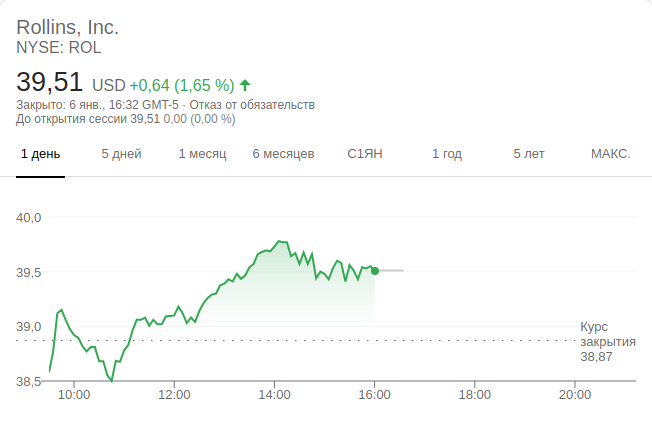 Rollins, Inc.
NYSE: ROL
39,51 USD +0,64 (1,65 %)
Закрыто: 6 янв., 16:32 GMT-5 · Отказ от обязательств
До открытия сессии 39,51 0,00 (0,00 %)
1 день 5 дней 1 месяц 6 месяцев С1ЯН 1 год 5 лет МАКС.
40,0
39,5
39,0
Курс
закрытия
38,87
38,5
10:00 12:00 14:00 16:00 18:00 20:00